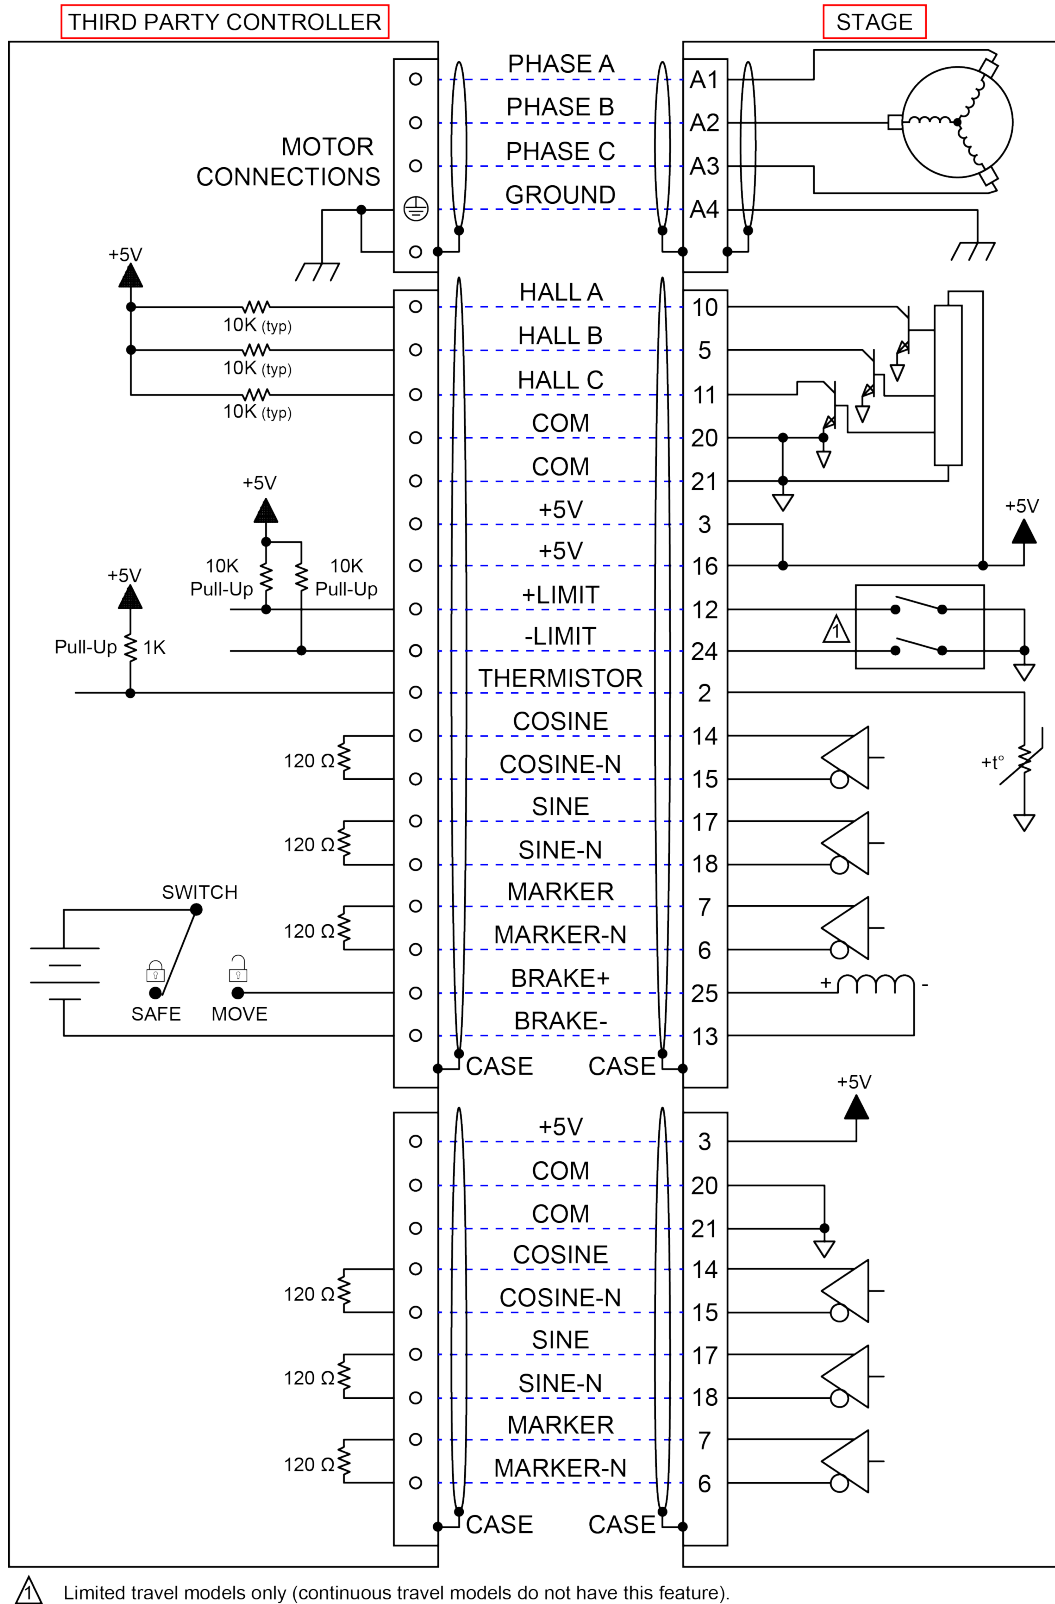 THIRD PARTY CONTROLLER
STAGE
MOTOR
CONNECTIONS
PHASE A
A1
PHASE B
A2
PHASE C
A3
GROUND
A4
+5V
10K (typ)
10K (typ)
10K (typ)
HALL A
10
HALL B
5
HALL C
11
COM
20
COM
21
+5V
+5V
3
+5V
+5V
16
10K
Pull-Up
10K
Pull-Up
+LIMIT
12
1
-LIMIT
24
+5V
Pull-Up
1K
THERMISTOR
2
+t°
120 Ω
COSINE
14
COSINE-N
15
120 Ω
SINE
17
SINE-N
18
120 Ω
MARKER
7
MARKER-N
6
SWITCH
SAFE
MOVE
BRAKE+
25
+
-
BRAKE-
13
CASE
CASE
+5V
3
+5V
COM
20
COM
21
120 Ω
COSINE
14
COSINE-N
15
120 Ω
SINE
17
SINE-N
18
120 Ω
MARKER
7
MARKER-N
6
CASE
CASE
1 Limited travel models only (continuous travel models do not have this feature).